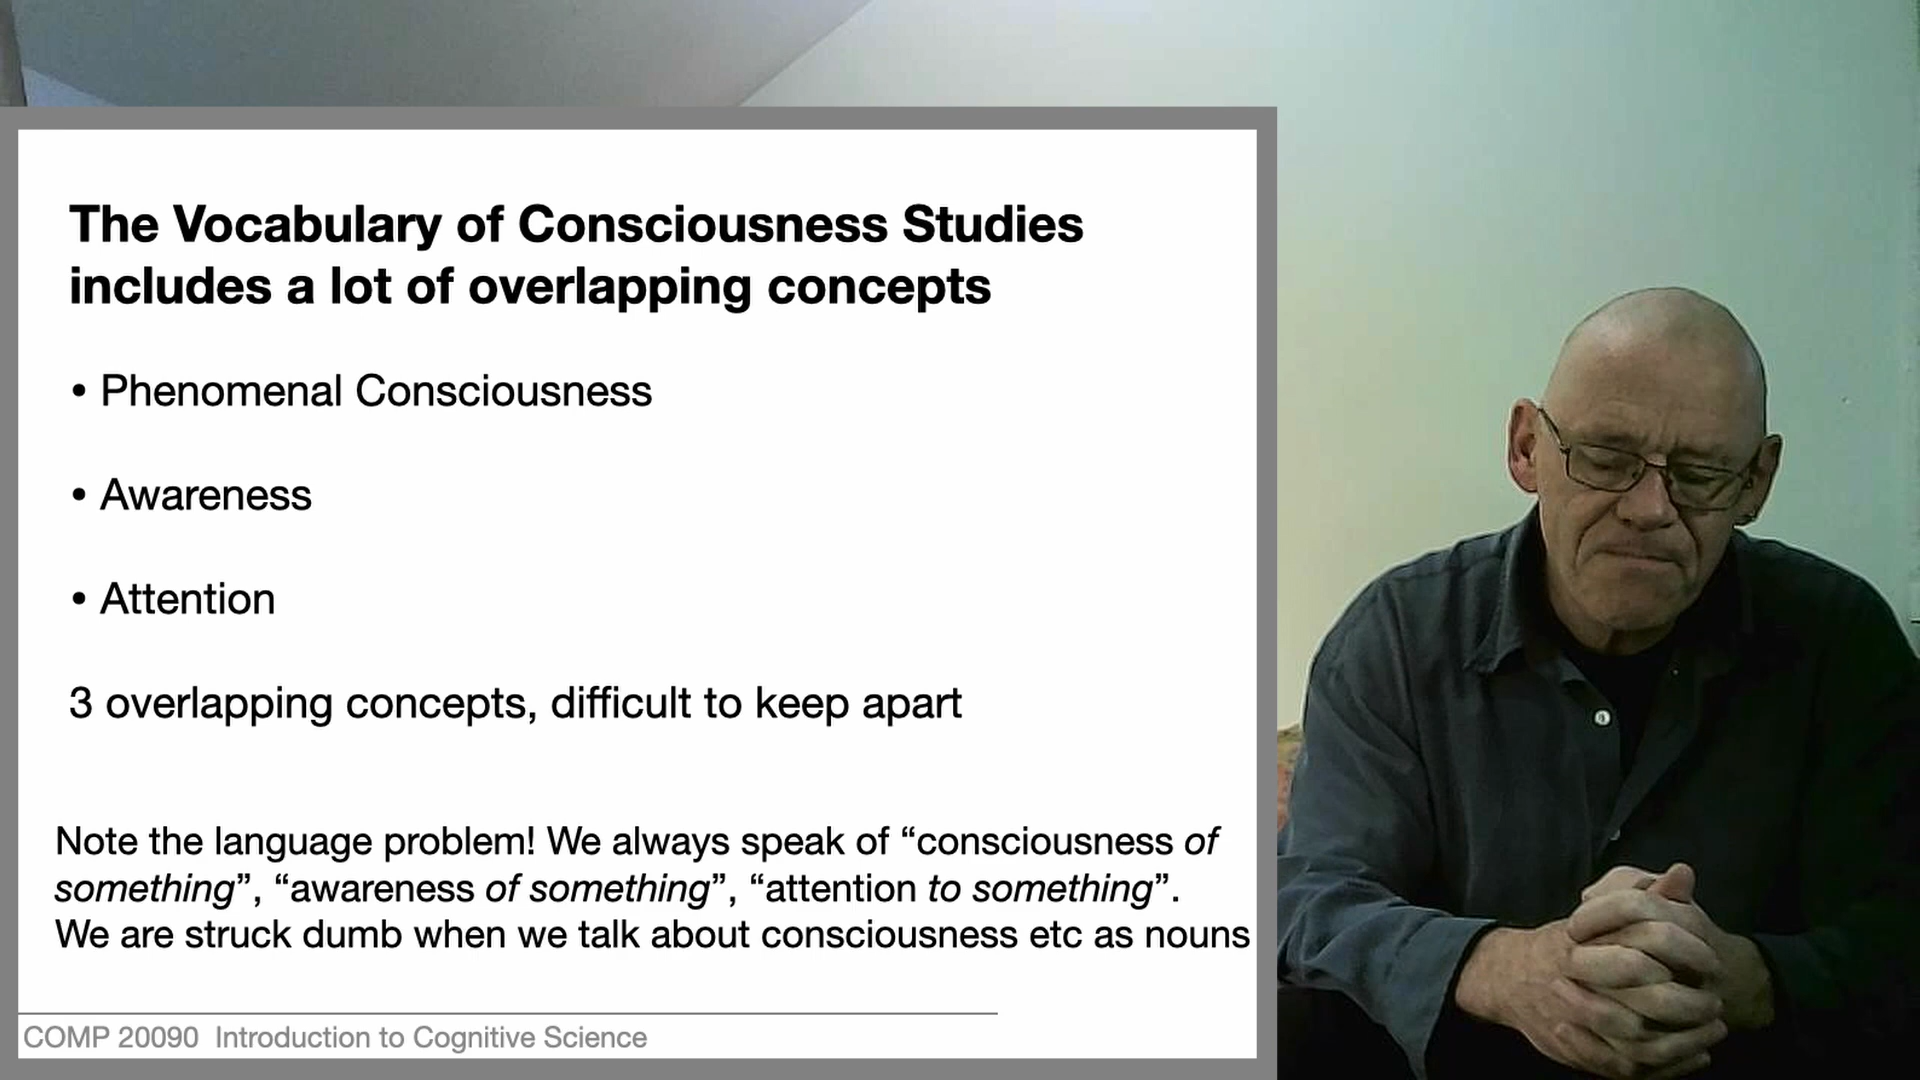 The Vocabulary of Consciousness Studies
includes a lot of overlapping concepts
• Phenomenal Consciousness
• Awareness
• Attention
3 overlapping concepts, difficult to keep apart
Note the language problem! We always speak of “consciousness of
something”, “awareness of something”, “attention to something”.
We are struck dumb when we talk about consciousness etc as nouns
COMP 20090 Introduction to Cognitive Science